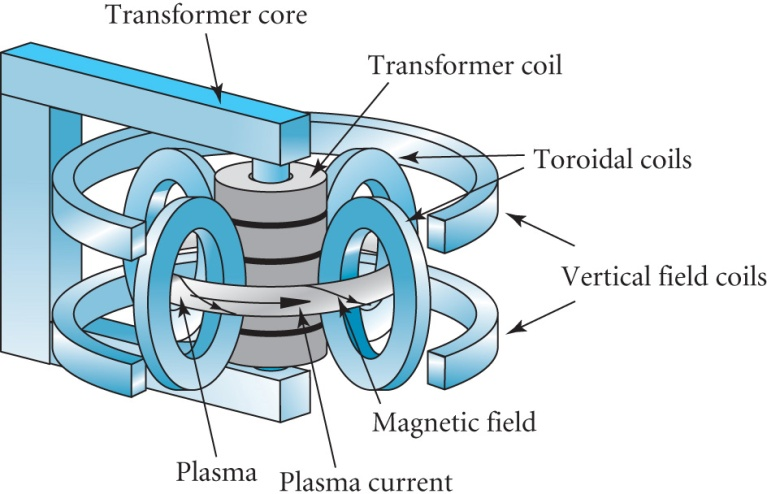 Transformer core
Transformer coil
Toroidal coils
Vertical field coils
Magnetic field
Plasma
Plasma current